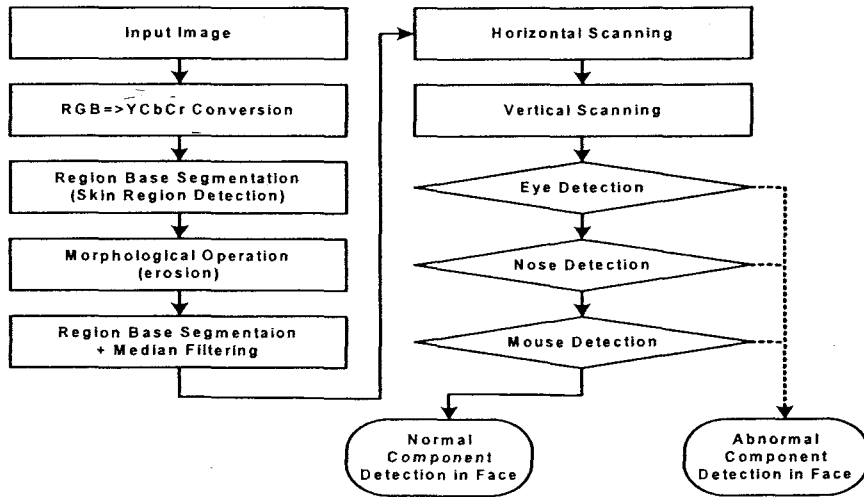 Input Image
RGB=>YCbCr Conversion
Region Base Segmentation
(Skin Region Detection)
Morphological Operation
(erosion)
Region Base Segmentaion
+ Median Filtering
Horizontal Scanning
Vertical Scanning
Eye Detection
Nose Detection
Mouse Detection
Normal
Component
Detection in Face
Abnormal
Component
Detection in Face